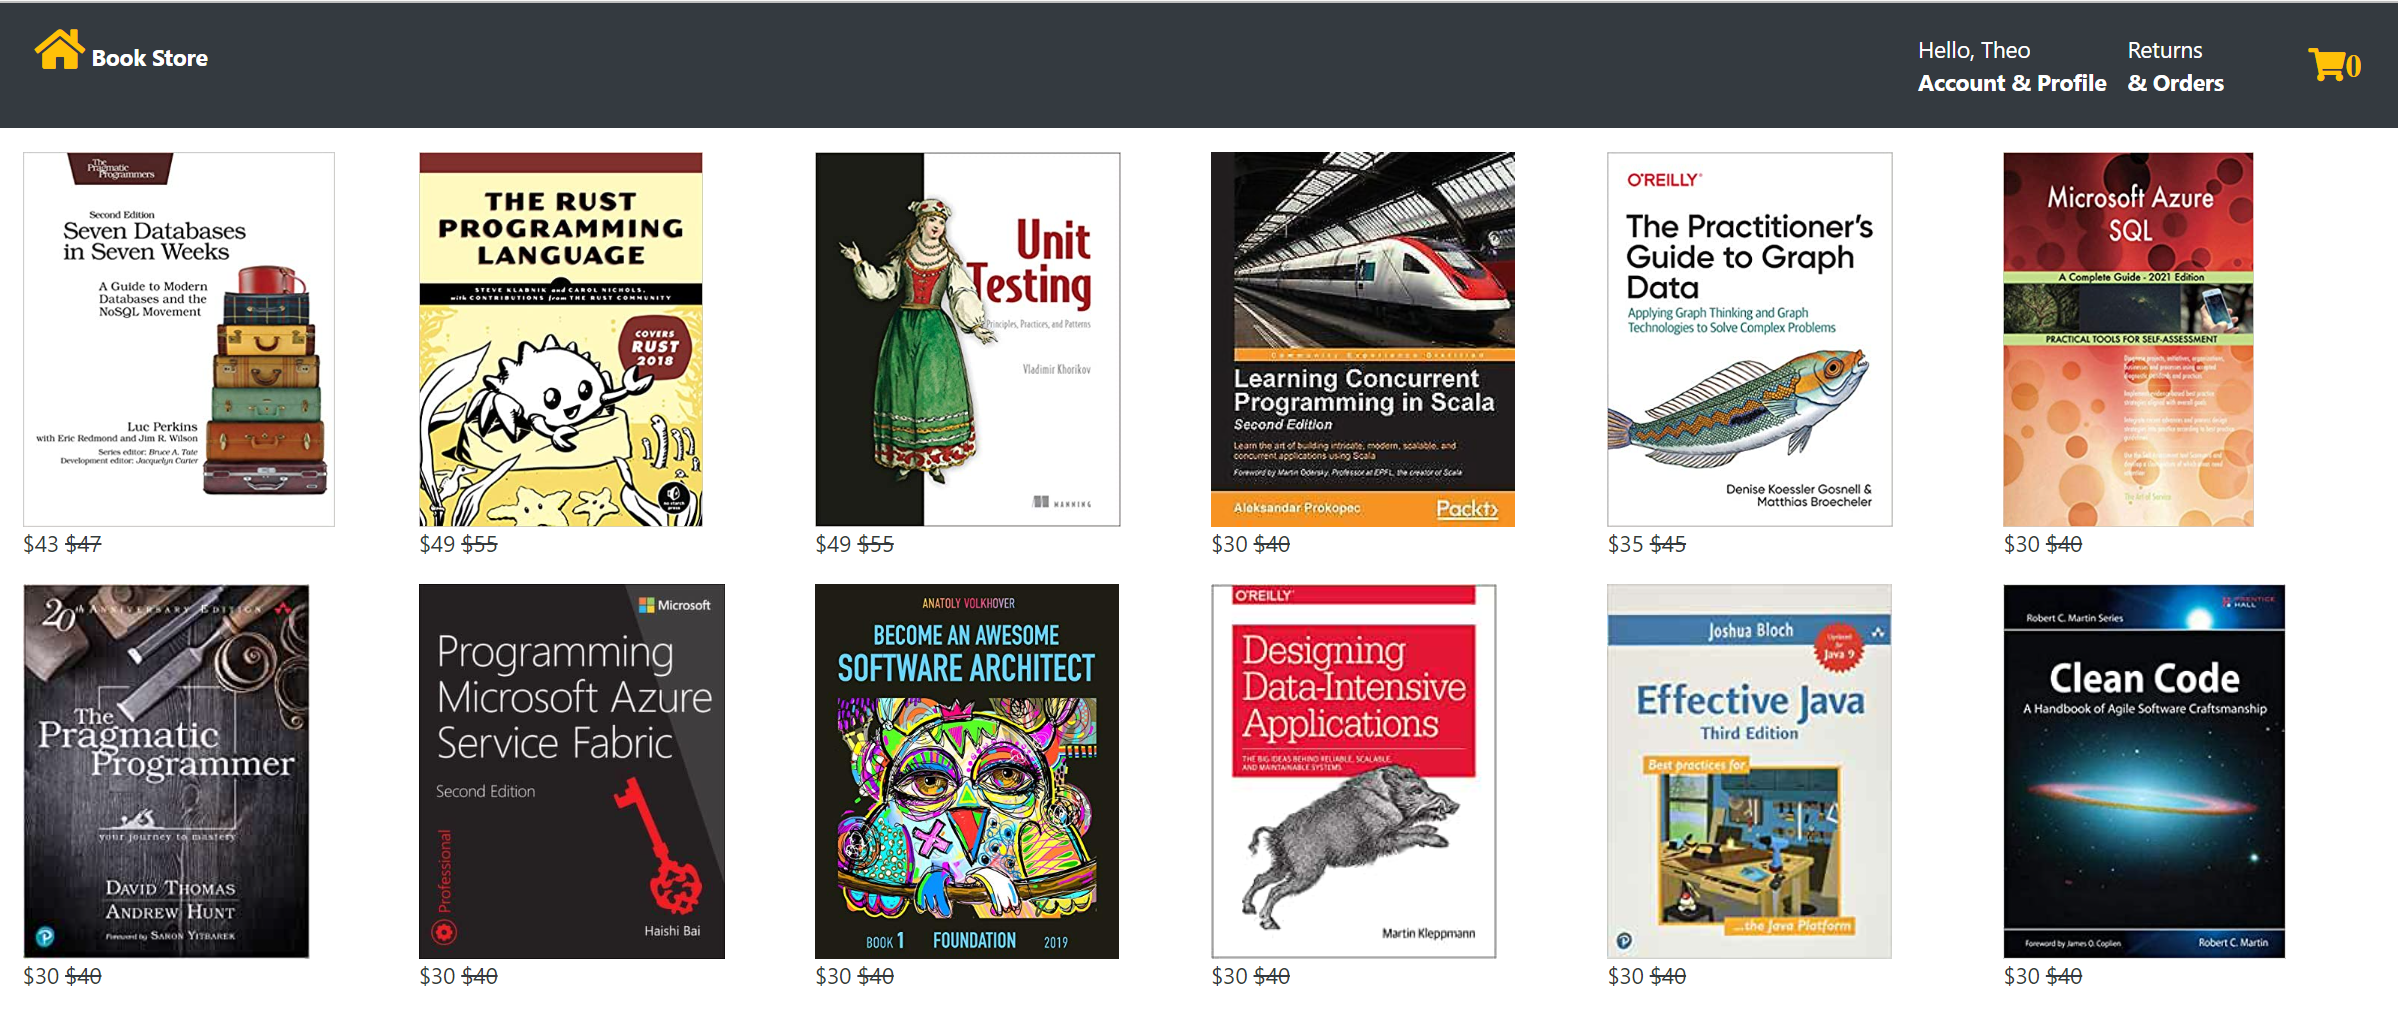 Book Store
Hello, Theo
Account & Profile
Returns
& Orders
0
The
Pragmatic
Programmers
Second Edition
Seven Databases
in Seven Weeks
A Guide to Modern
Databases and the
NoSQL Movement
Luc Perkins
with Eric Redmond and Jim R. Wilson
Series editor: Bruce A. Tate
Development editor: Jacquelyn Carter
$43 $47
THE RUST
PROGRAMMING
LANGUAGE
STEVE KLABNIK and CAROL NICHOLS,
with CONTRIBUTIONS from THE RUST COMMUNITY
COVERS
RUST
2018
no starch
press
$49 $55
Unit
Testing
Principles, Practices, and Patterns
Vladimir Khorikov
MANNING
$49 $55
Community Experience Distilled
Learning Concurrent
Programming in Scala
Second Edition
Learn the art of building intricate, modern, scalable, and
concurrent applications using Scala
Foreword by Martin Odersky, Professor at EPFL, the creator of Scala
Aleksandar Prokopec
Packt>
$30 $40
O'REILLY®
The Practitioner's
Guide to Graph
Data
Applying Graph Thinking and Graph
Technologies to Solve Complex Problems
Denise Koessler Gosnell &
Matthias Broecheler
$35 $45
Microsoft Azure
SQL
A Complete Guide - 2021 Edition
PRACTICAL TOOLS FOR SELF-ASSESSMENT
The Art of Service
$30 $40
20th ANNIVERSARY EDITION
The
Pragmatic
Programmer
your journey to mastery
DAVID THOMAS
ANDREW HUNT
Foreword by SARON YITBAREK
$30 $40
Microsoft
Programming
Microsoft Azure
Service Fabric
Second Edition
Professional
Haishi Bai
$30 $40
ANATOLY VOLKHOVER
BECOME AN AWESOME
SOFTWARE ARCHITECT
BOOK 1 FOUNDATION 2019
$30 $40
O'REILLY®
Designing
Data-Intensive
Applications
THE BIG IDEAS BEHIND RELIABLE, SCALABLE,
AND MAINTAINABLE SYSTEMS
Martin Kleppmann
$30 $40
Joshua Bloch
Updated
for
Java 9
Effective Java
Third Edition
Best practices for
...the Java Platform
$30 $40
PRENTICE
HALL
Robert C. Martin Series
Clean Code
A Handbook of Agile Software Craftsmanship
Foreword by James O. Coplien
Robert C. Martin
$30 $40